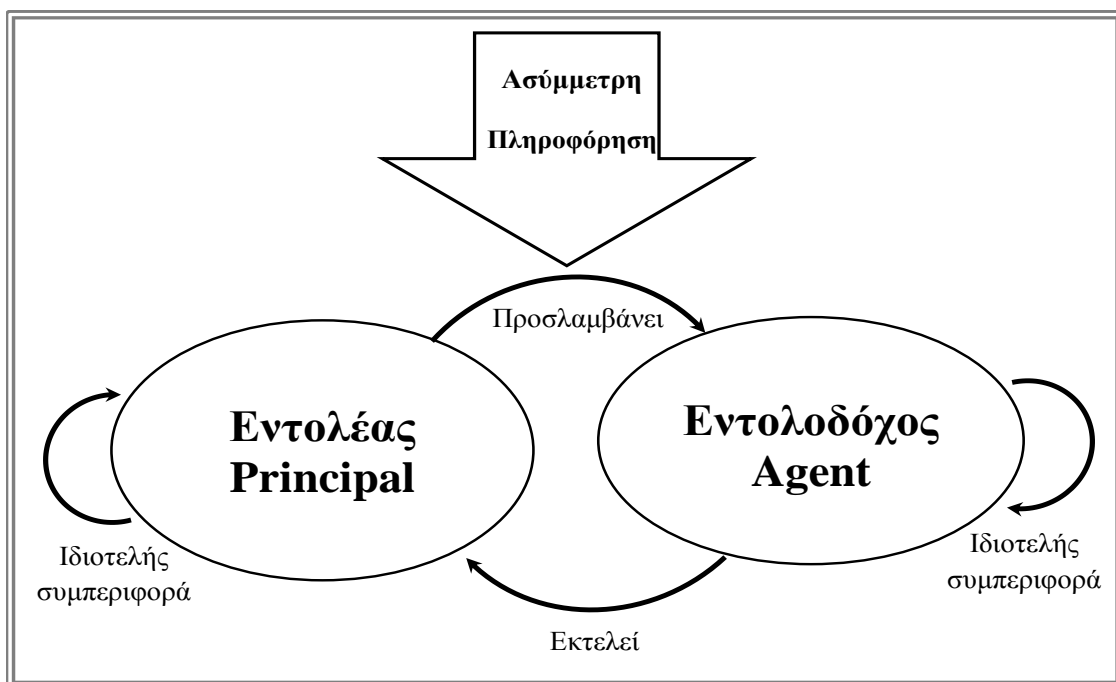 Ασύμμετρη
Πληροφόρηση
Προσλαμβάνει
Εντολέας
Principal
Εντολοδόχος
Agent
Ιδιοτελής
συμπεριφορά
Ιδιοτελής
συμπεριφορά
Εκτελεί